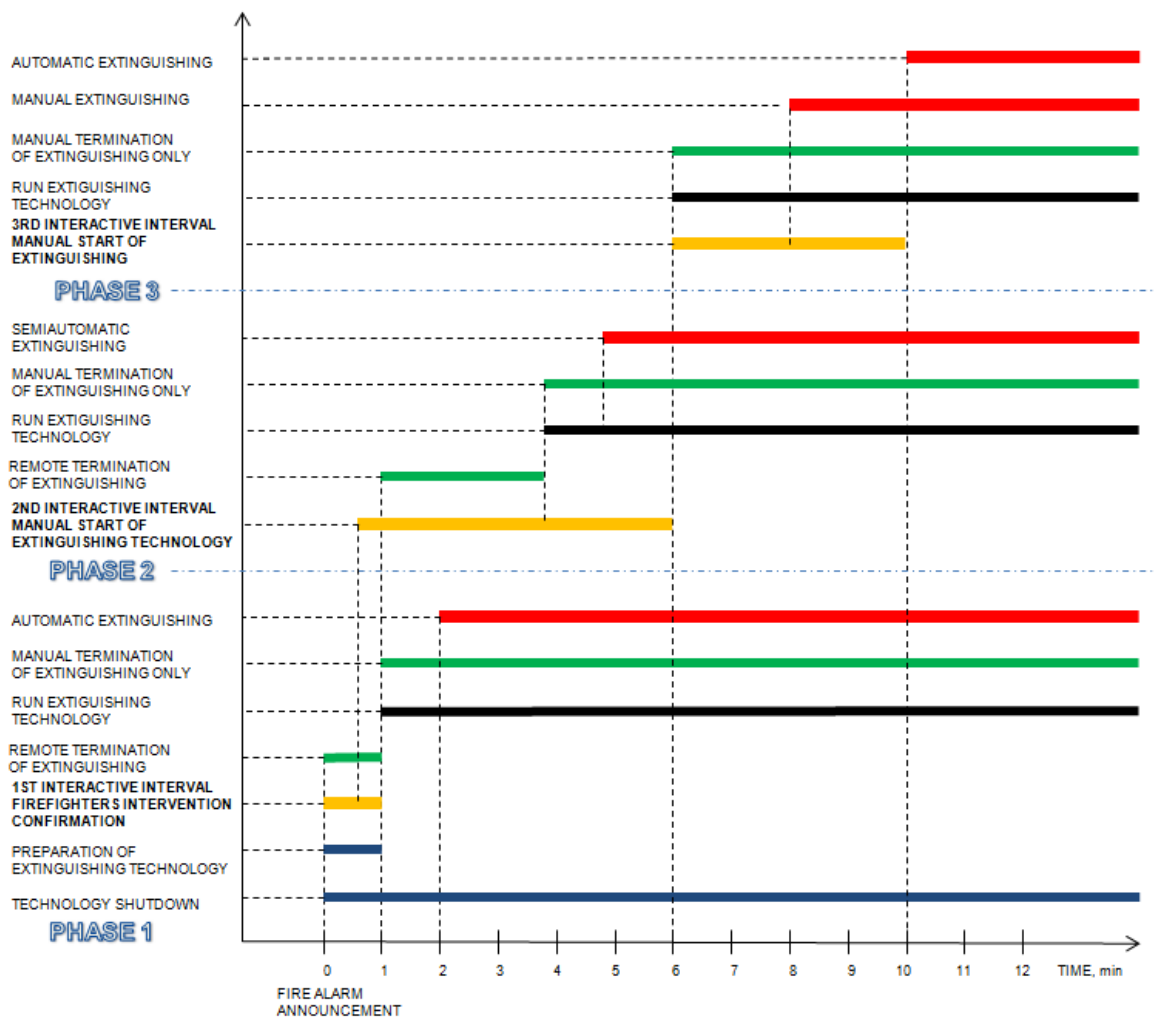 AUTOMATIC EXTINGUISHING
MANUAL EXTINGUISHING
MANUAL TERMINATION
OF EXTINGUISHING ONLY
RUN EXTIGUISHING
TECHNOLOGY
3RD INTERACTIVE INTERVAL
MANUAL START OF
EXTINGUISHING
PHASE 3
SEMIAUTOMATIC
EXTINGUISHING
MANUAL TERMINATION
OF EXTINGUISHING ONLY
RUN EXTIGUISHING
TECHNOLOGY
REMOTE TERMINATION
OF EXTINGUISHING
2ND INTERACTIVE INTERVAL
MANUAL START OF
EXTINGUISHING TECHNOLOGY
PHASE 2
AUTOMATIC EXTINGUISHING
MANUAL TERMINATION
OF EXTINGUISHING ONLY
RUN EXTIGUISHING
TECHNOLOGY
REMOTE TERMINATION
OF EXTINGUISHING
1ST INTERACTIVE INTERVAL
FIREFIGHTERS INTERVENTION
CONFIRMATION
PREPARATION OF
EXTINGUISHING TECHNOLOGY
TECHNOLOGY SHUTDOWN
PHASE 1
0 1 2 3 4 5 6 7 8 9 10 11 12 TIME, min
FIRE ALARM
ANNOUNCEMENT